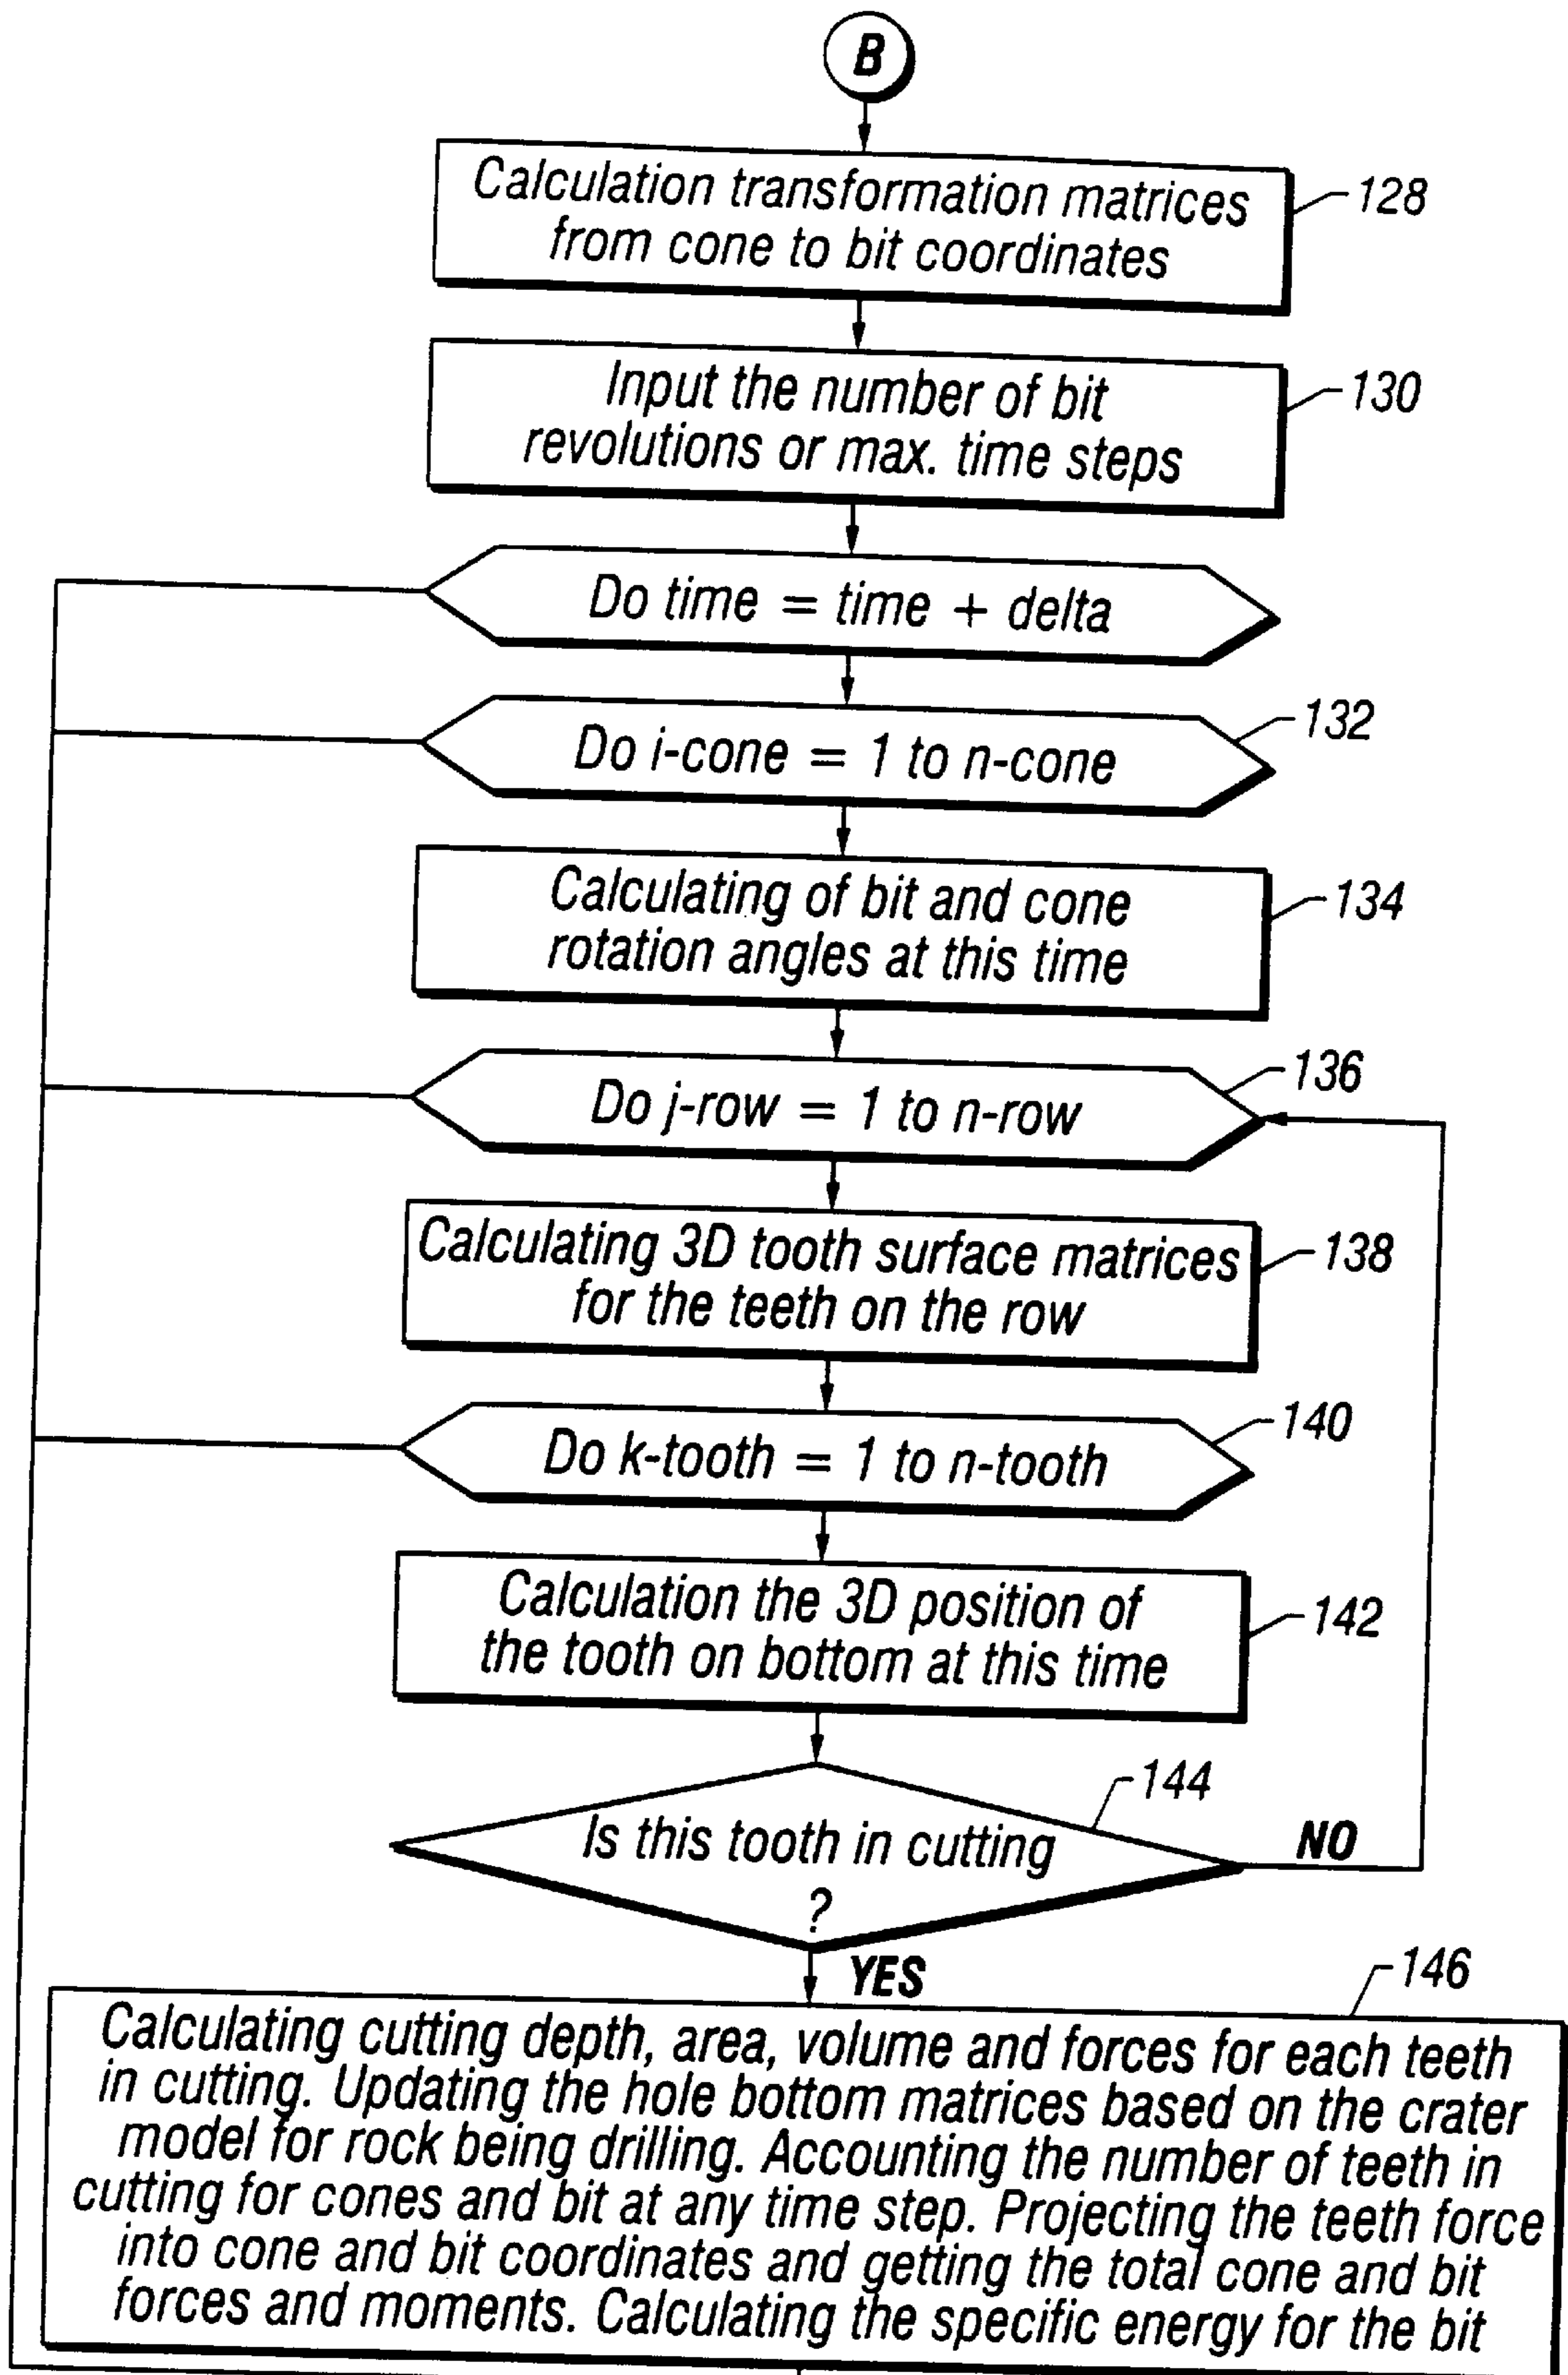 B
Calculation transformation matrices
from cone to bit coordinates
128
Input the number of bit
revolutions or max. time steps
130
Do time = time + delta
Do i-cone = 1 to n-cone
132
Calculating of bit and cone
rotation angles at this time
134
Do j-row = 1 to n-row
136
Calculating 3D tooth surface matrices
for the teeth on the row
138
Do k-tooth = 1 to n-tooth
140
Calculation the 3D position of
the tooth on bottom at this time
142
Is this tooth in cutting
?
144
NO
YES
146
Calculating cutting depth, area, volume and forces for each teeth
in cutting. Updating the hole bottom matrices based on the crater
model for rock being drilling. Accounting the number of teeth in
cutting for cones and bit at any time step. Projecting the teeth force
into cone and bit coordinates and getting the total cone and bit
forces and moments. Calculating the specific energy for the bit